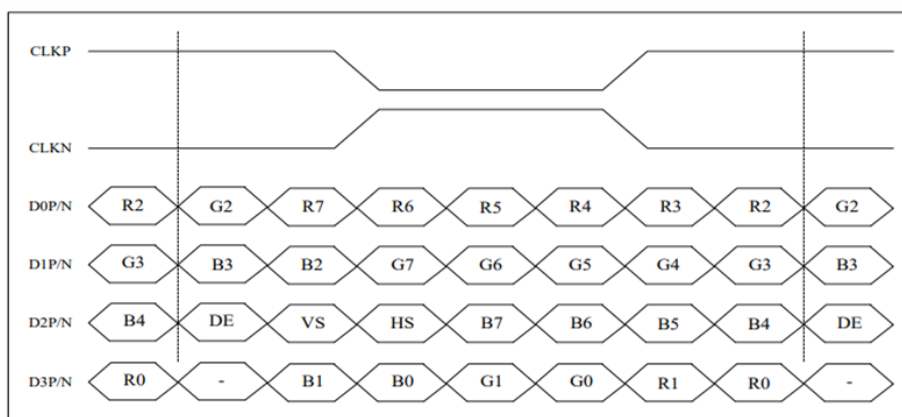 CLKP
CLKN
D0P/N R2 G2 R7 R6 R5 R4 R3 R2 G2
D1P/N G3 B3 B2 G7 G6 G5 G4 G3 B3
D2P/N B4 DE VS HS B7 B6 B5 B4 DE
D3P/N R0 - B1 B0 G1 G0 R1 R0 -